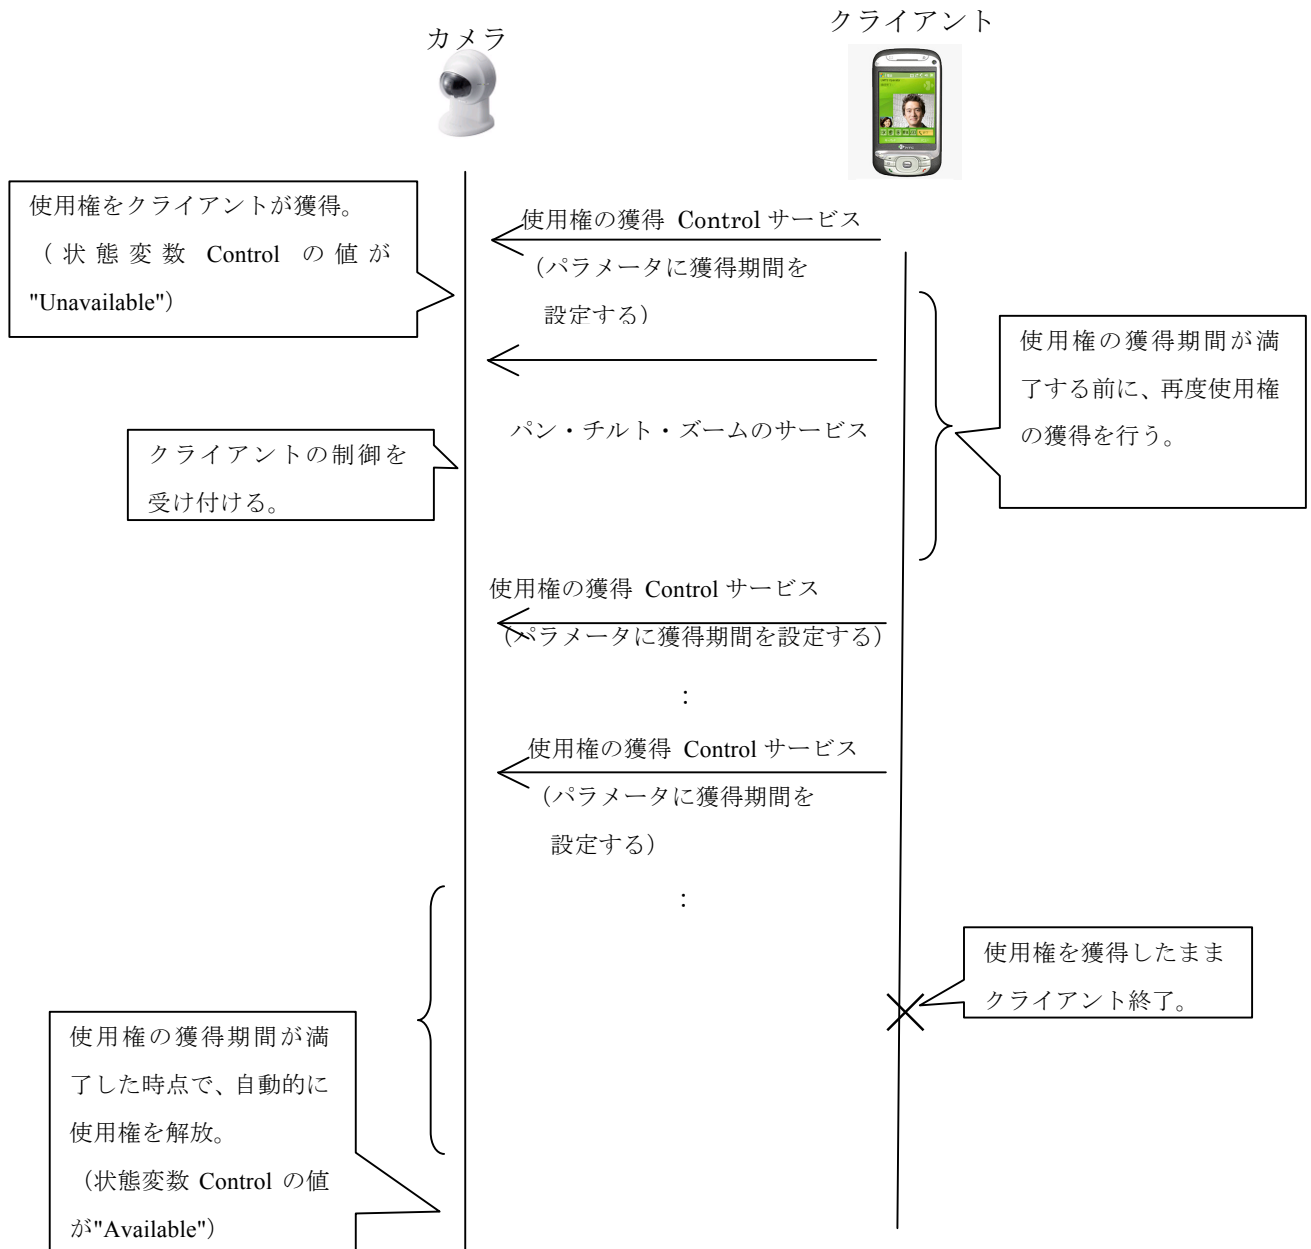 カメラ
クライアント
使用権をクライアントが獲得。
（状態変数 Control の値が
"Unavailable"）
使用権の獲得 Control サービス
（パラメータに獲得期間を
設定する）
使用権の獲得期間が満
了する前に、再度使用権
の獲得を行う。
パン・チルト・ズームのサービス
クライアントの制御を
受け付ける。
使用権の獲得 Control サービス
（パラメータに獲得期間を設定する）
：
使用権の獲得 Control サービス
（パラメータに獲得期間を
設定する）
：
使用権を獲得したまま
クライアント終了。
使用権の獲得期間が満
了した時点で、自動的に
使用権を解放。
（状態変数 Control の値
が"Available"）